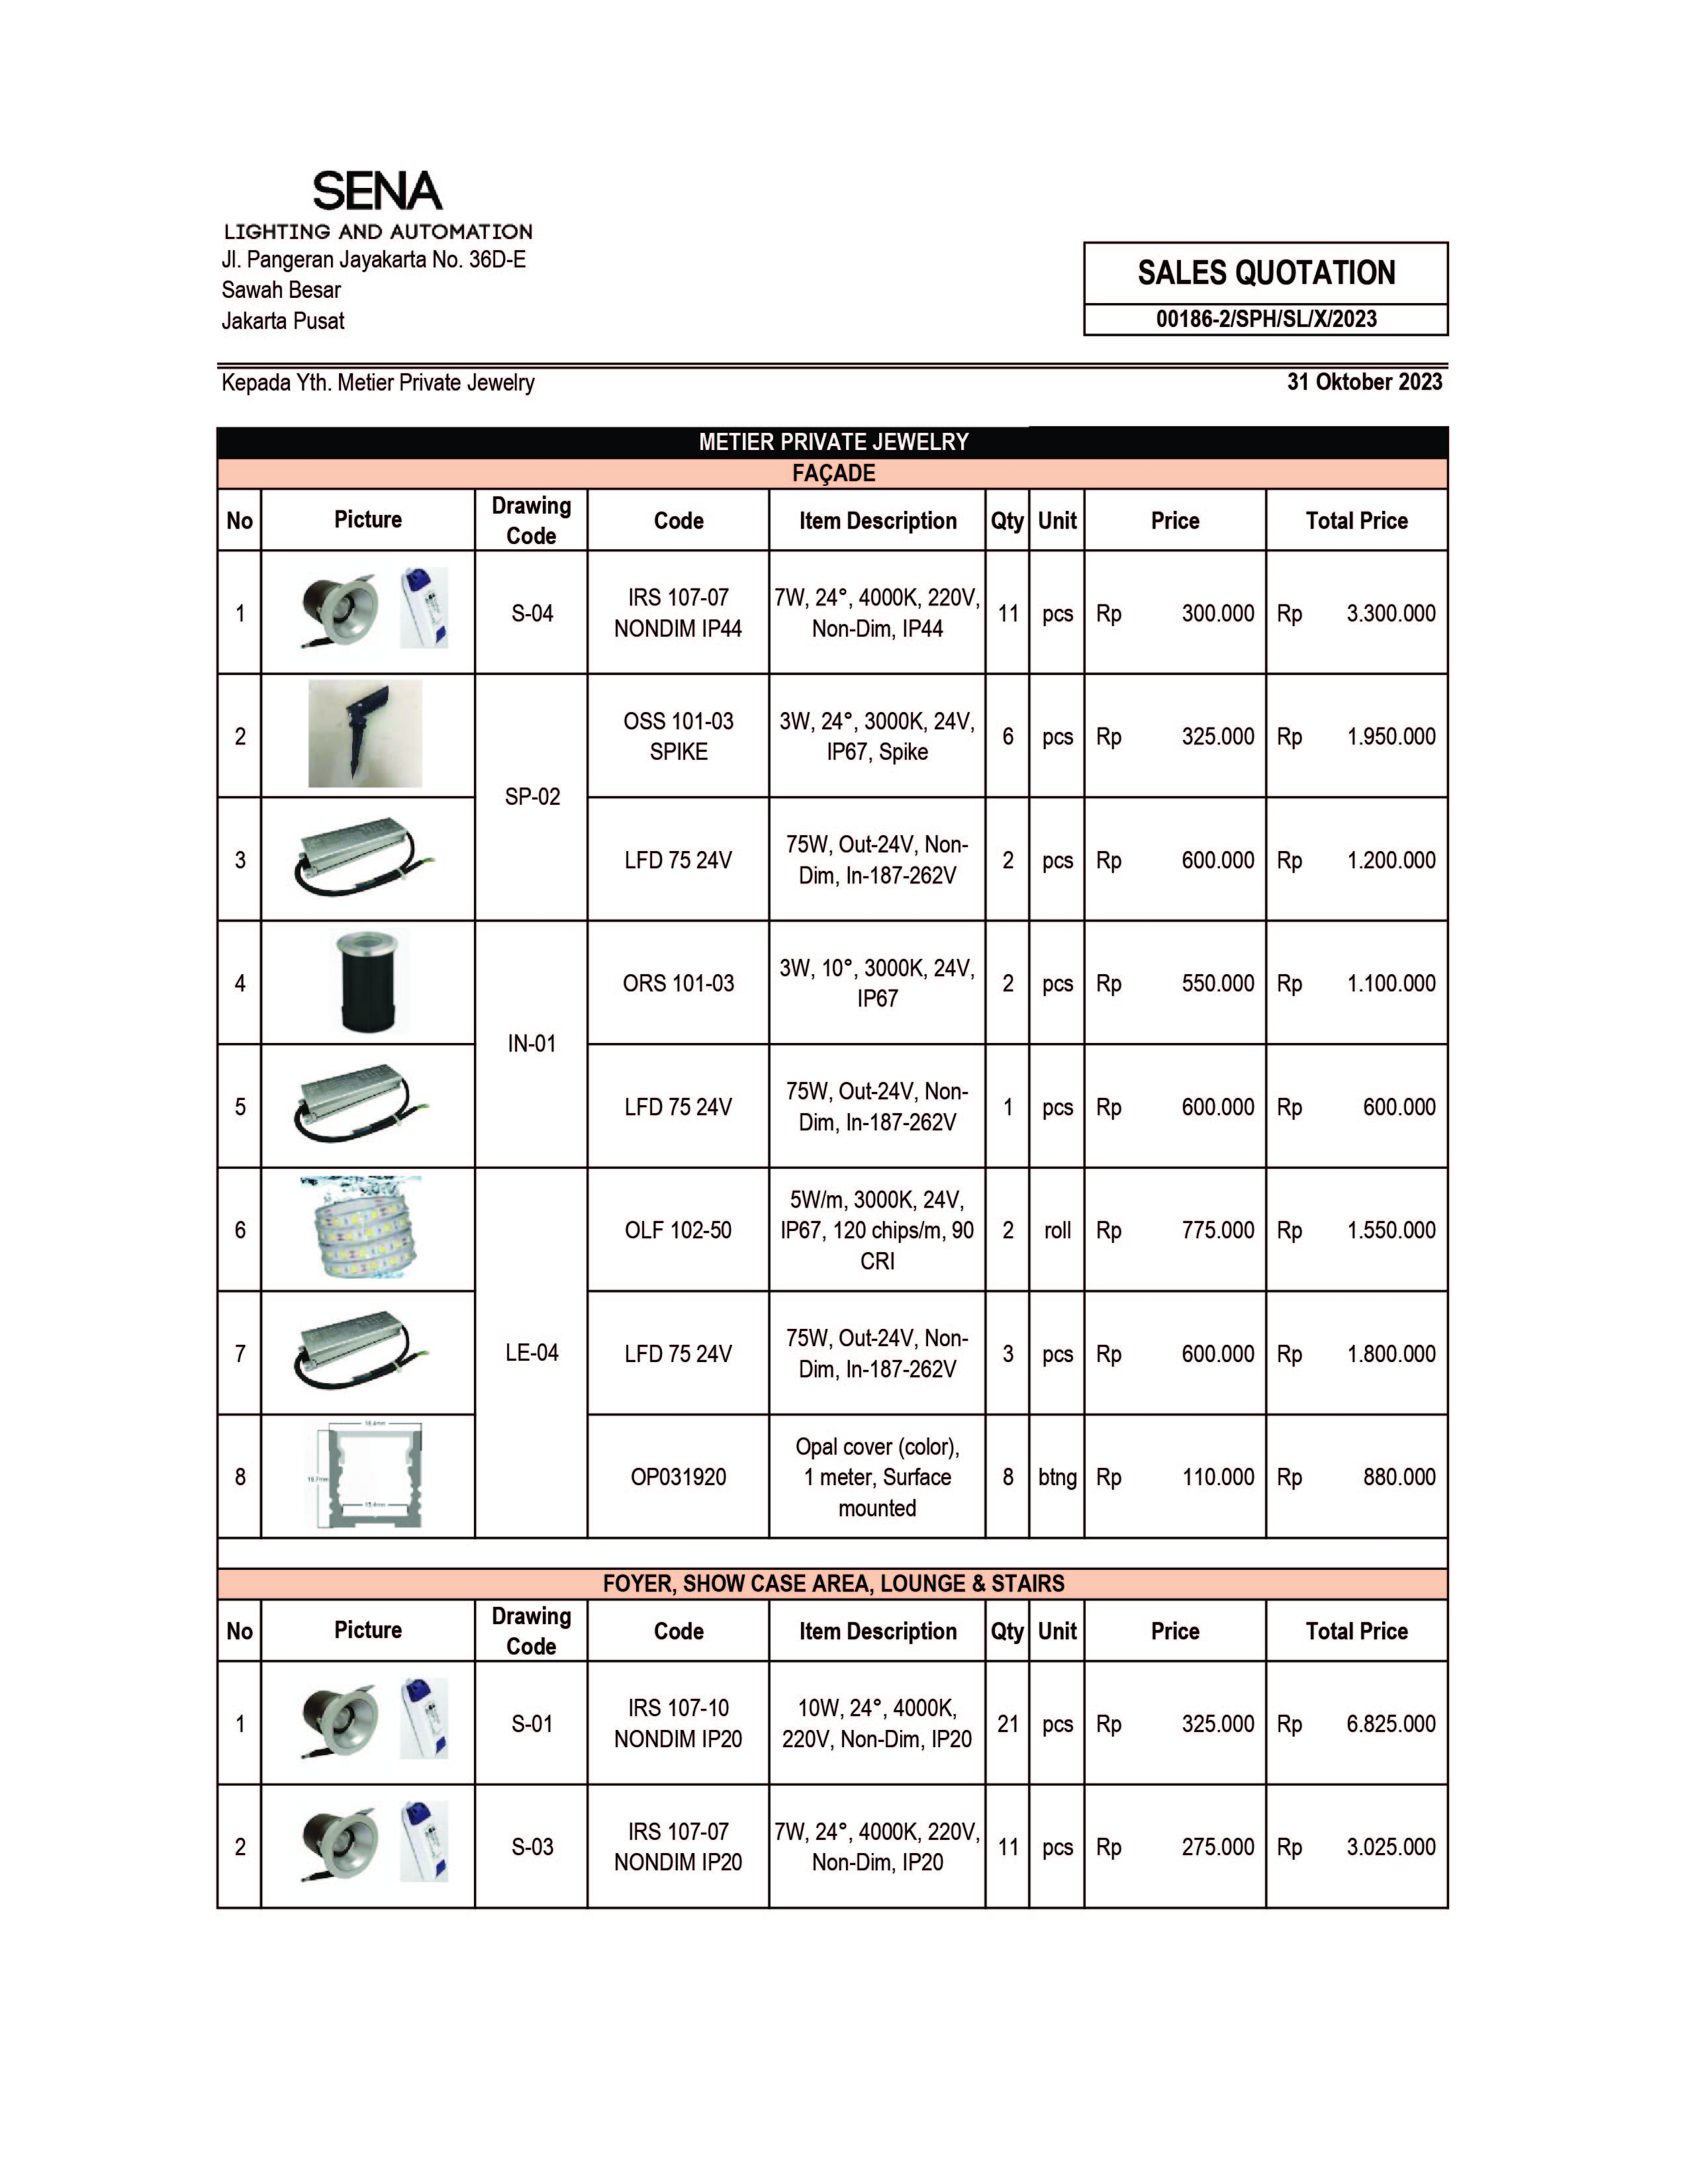 SENA
LIGHTING AND AUTOMATION
Jl. Pangeran Jayakarta No. 36D-E
Sawah Besar
Jakarta Pusat
SALES QUOTATION
00186-2/SPH/SL/X/2023
Kepada Yth. Metier Private Jewelry
31 Oktober 2023
METIER PRIVATE JEWELRY
FAÇADE
No Picture Drawing Code Code Item Description Qty Unit Price Total Price
1 S-04 IRS 107-07 NONDIM IP44 7W, 24°, 4000K, 220V, Non-Dim, IP44 11 pcs Rp 300.000 Rp 3.300.000
2 SP-02 OSS 101-03 SPIKE 3W, 24°, 3000K, 24V, IP67, Spike 6 pcs Rp 325.000 Rp 1.950.000
3 LFD 75 24V 75W, Out-24V, Non-Dim, In-187-262V 2 pcs Rp 600.000 Rp 1.200.000
4 IN-01 ORS 101-03 3W, 10°, 3000K, 24V, IP67 2 pcs Rp 550.000 Rp 1.100.000
5 LFD 75 24V 75W, Out-24V, Non-Dim, In-187-262V 1 pcs Rp 600.000 Rp 600.000
6 LE-04 OLF 102-50 5W/m, 3000K, 24V, IP67, 120 chips/m, 90 CRI 2 roll Rp 775.000 Rp 1.550.000
7 LFD 75 24V 75W, Out-24V, Non-Dim, In-187-262V 3 pcs Rp 600.000 Rp 1.800.000
8 OP031920 Opal cover (color), 1 meter, Surface mounted 8 btng Rp 110.000 Rp 880.000
FOYER, SHOW CASE AREA, LOUNGE & STAIRS
No Picture Drawing Code Code Item Description Qty Unit Price Total Price
1 S-01 IRS 107-10 NONDIM IP20 10W, 24°, 4000K, 220V, Non-Dim, IP20 21 pcs Rp 325.000 Rp 6.825.000
2 S-03 IRS 107-07 NONDIM IP20 7W, 24°, 4000K, 220V, Non-Dim, IP20 11 pcs Rp 275.000 Rp 3.025.000